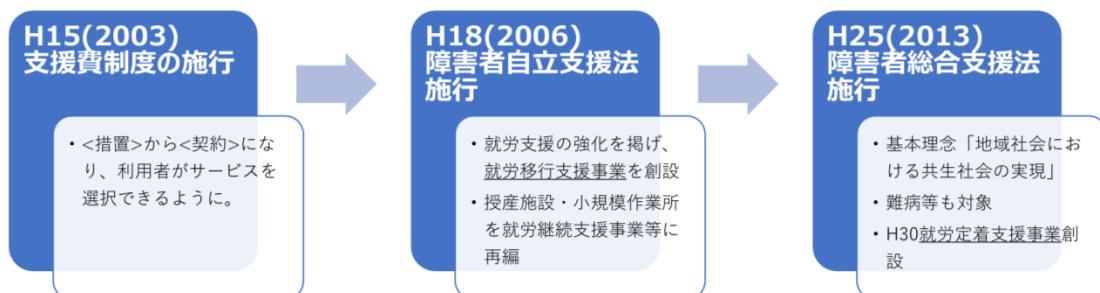 H15(2003)
支援費制度の施行
・<措置>から<契約>にな
り、利用者がサービスを
選択できるように。
H18(2006)
障害者自立支援法
施行
・就労支援の強化を掲げ、
就労移行支援事業を創設
・授産施設・小規模作業所
を就労継続支援事業等に
再編
H25(2013)
障害者総合支援法
施行
・基本理念「地域社会にお
ける共生社会の実現」
・難病等も対象
・H30就労定着支援事業創
設